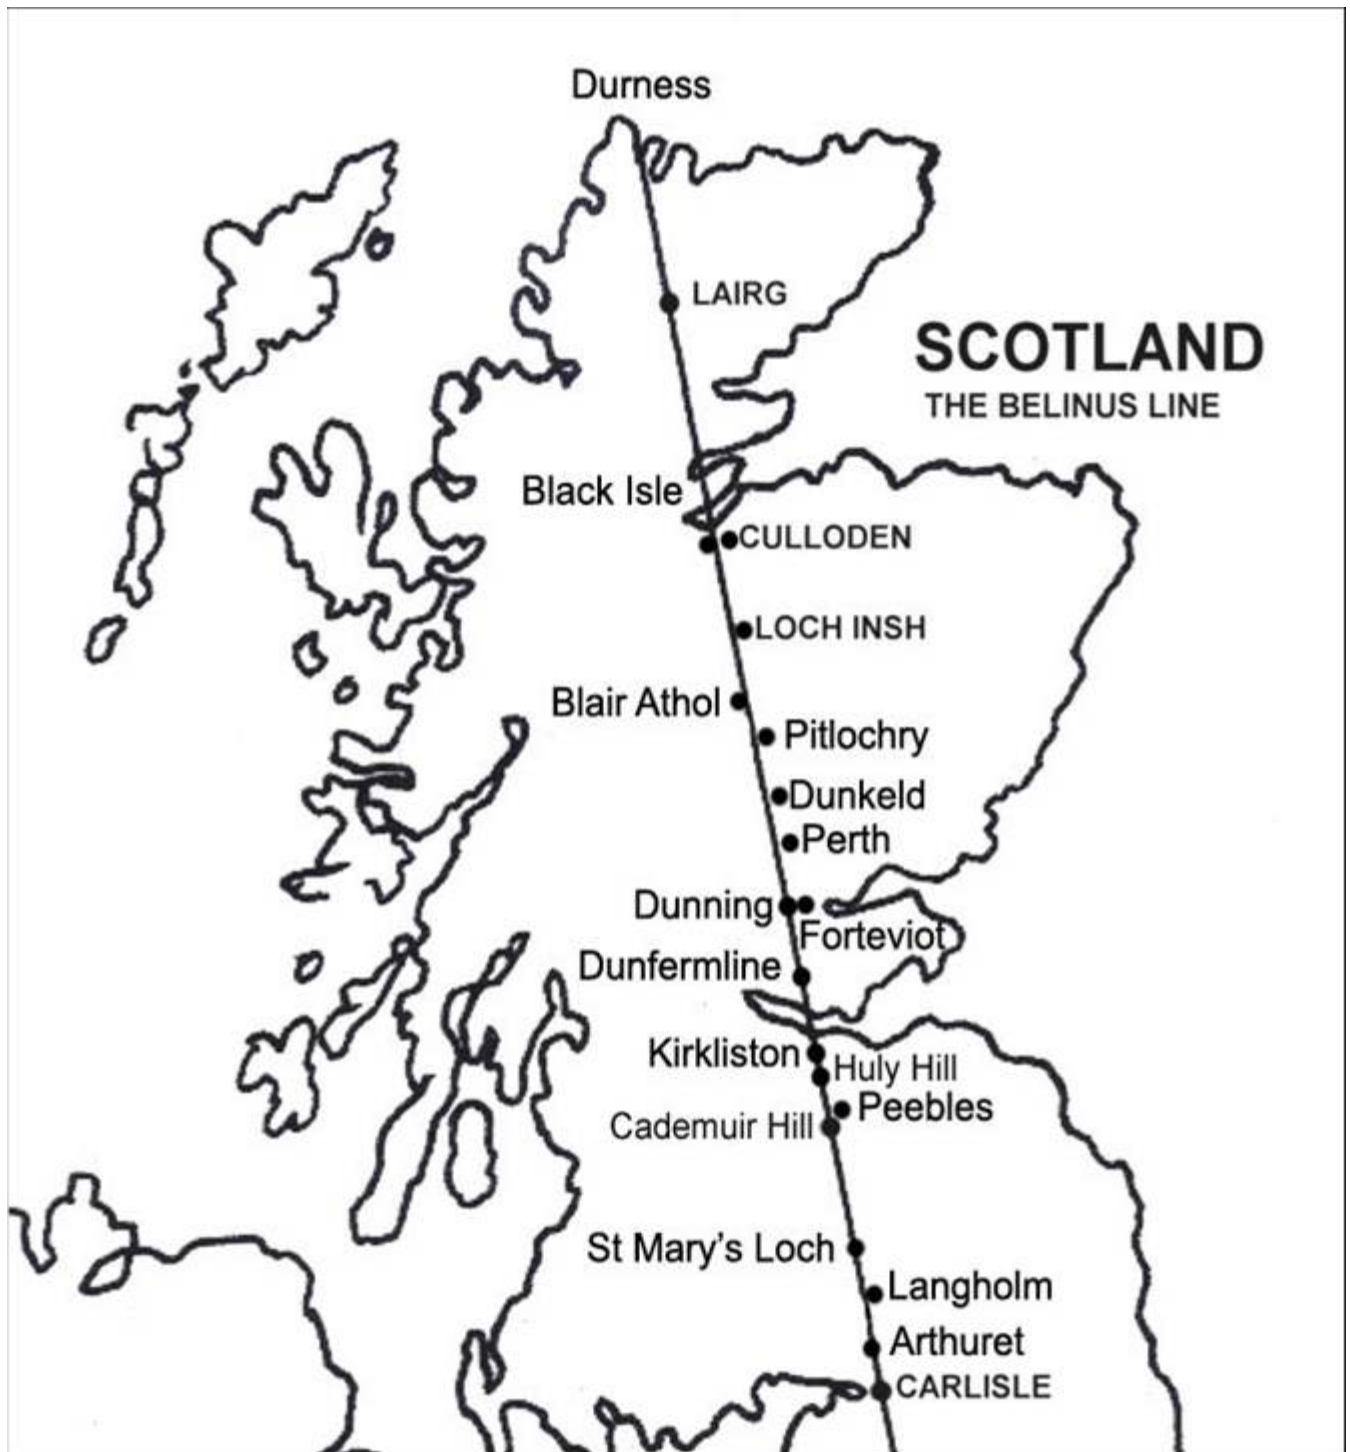 Durness
LAIRG
SCOTLAND
THE BELINUS LINE
Black Isle
CULLODEN
LOCH INSH
Blair Athol
Pitlochry
Dunkeld
Perth
Dunning
Forteviot
Dunfermline
Kirkliston
Huly Hill
Peebles
Cademuir Hill
St Mary’s Loch
Langholm
Arthuret
CARLISLE